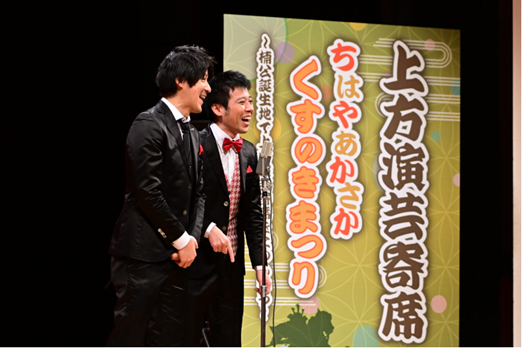 上方演芸寄席
ちはやあかさか
くすのきまつり
～楠公誕生地で